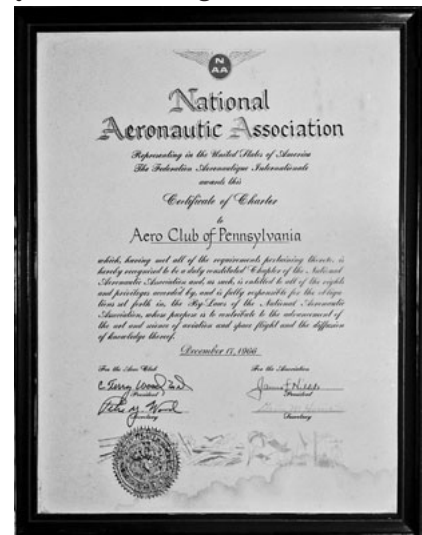 N
AA
National
Aeronautic Association
Representing in the United States of America
The Federation Aeronautique Internationale
awards this
Certificate of Charter
to
Aero Club of Pennsylvania
which, having met all of the requirements pertaining thereto, is
hereby recognized to be a duly constituted Chapter of the National
Aeronautic Association and, as such, is entitled to all of the rights
and privileges accorded by, and is fully responsible for the obliga-
tions set forth in, the By-Laws of the National Aeronautic
Association, whose purpose is to contribute to the advancement of
the art and science of aviation and space flight and the diffusion
of knowledge thereof.
December 17, 1966
For the Aero Club For the Association
President President
Secretary Secretary